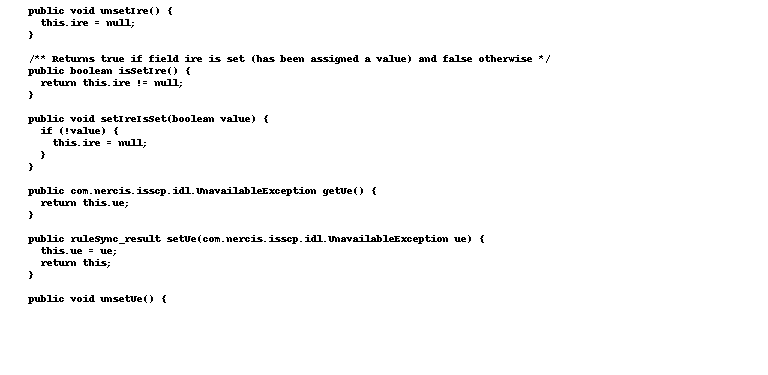 public void unsetIre() {
this.ire = null;
}
/** Returns true if field ire is set (has been assigned a value) and false otherwise */
public boolean isSetIre() {
return this.ire != null;
}
public void setIreIsSet(boolean value) {
if (!value) {
this.ire = null;
}
}
public com.nercis.isscp.idl.UnavailableException getUe() {
return this.ue;
}
public ruleSync_result setUe(com.nercis.isscp.idl.UnavailableException ue) {
this.ue = ue;
return this;
}
public void unsetUe() {